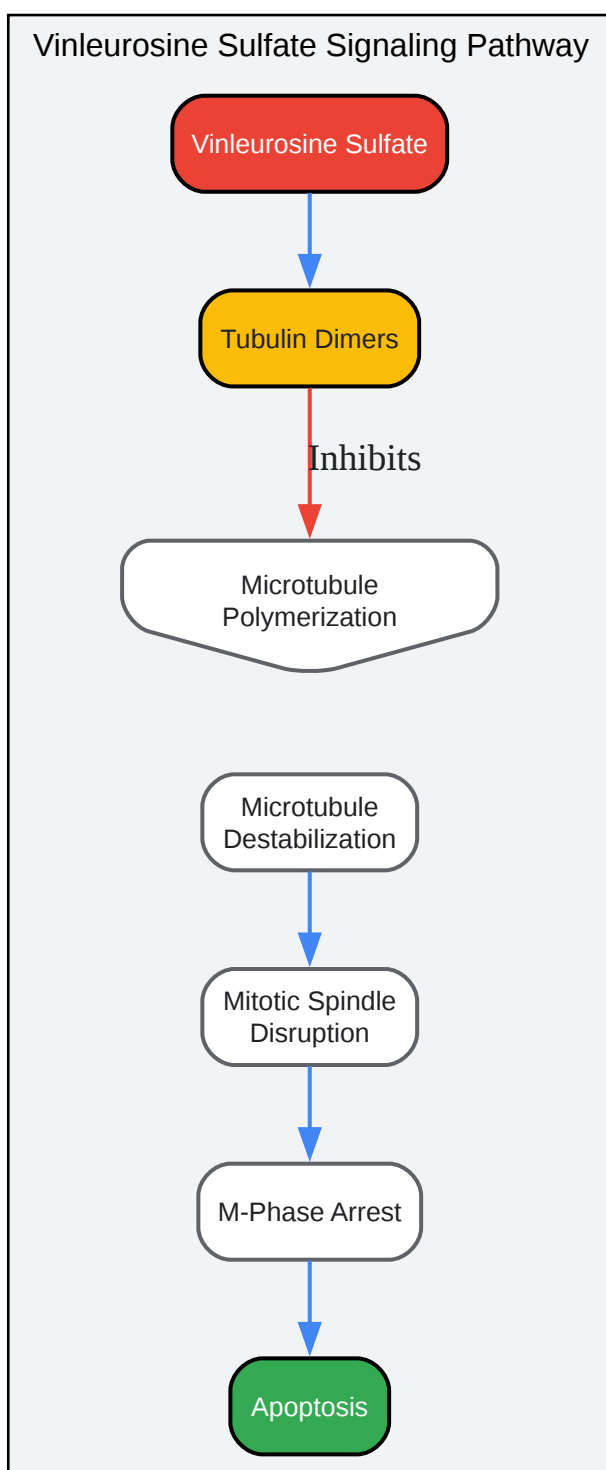 Vinleurosine Sulfate Signaling Pathway
Vinleurosine Sulfate
Tubulin Dimers
Inhibits
Microtubule
Polymerization
Microtubule
Destabilization
Mitotic Spindle
Disruption
M-Phase Arrest
Apoptosis